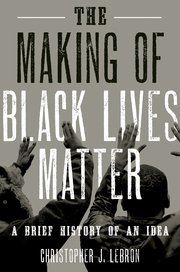 THE
MAKING OF
BLACK LIVES
MATTER
A BRIEF HISTORY OF AN IDEA
CHRISTOPHER J. LEBRON